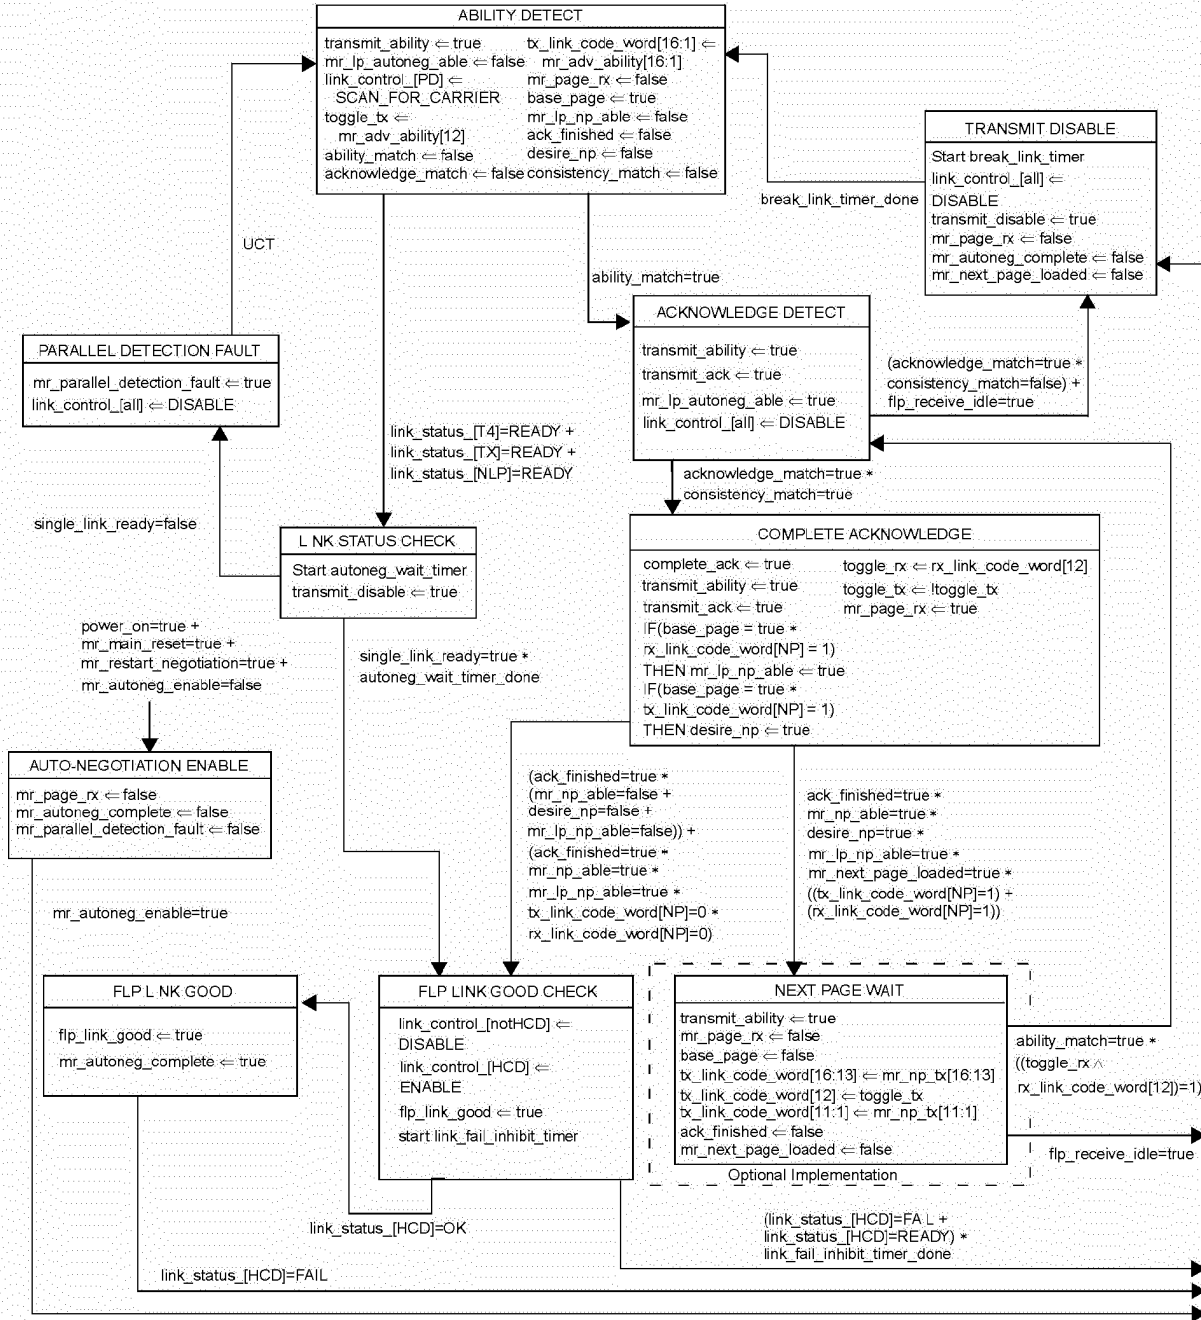 ABILITY DETECT
transmit_ability ⇐ true
mr_lp_autoneg_able ⇐ false
link_control_[PD] ⇐
SCAN_FOR_CARRIER
toggle_tx ⇐
mr_adv_ability[12]
ability_match ⇐ false
acknowledge_match ⇐ false
tx_link_code_word[16:1] ⇐
mr_adv_ability[16:1]
mr_page_rx ⇐ false
base_page ⇐ true
mr_lp_np_able ⇐ false
ack_finished ⇐ false
desire_np ⇐ false
consistency_match ⇐ false
TRANSMIT DISABLE
Start break_link_timer
link_control_[all] ⇐
DISABLE
transmit_disable ⇐ true
mr_page_rx ⇐ false
mr_autoneg_complete ⇐ false
mr_next_page_loaded ⇐ false
break_link_timer_done
UCT
ability_match=true
ACKNOWLEDGE DETECT
transmit_ability ⇐ true
transmit_ack ⇐ true
mr_lp_autoneg_able ⇐ true
link_control_[all] ⇐ DISABLE
(acknowledge_match=true *
consistency_match=false) +
flp_receive_idle=true
PARALLEL DETECTION FAULT
mr_parallel_detection_fault ⇐ true
link_control_[all] ⇐ DISABLE
link_status_[T4]=READY +
link_status_[TX]=READY +
link_status_[NLP]=READY
acknowledge_match=true *
consistency_match=true
single_link_ready=false
L NK STATUS CHECK
Start autoneg_wait_timer
transmit_disable ⇐ true
COMPLETE ACKNOWLEDGE
complete_ack ⇐ true
transmit_ability ⇐ true
transmit_ack ⇐ true
IF(base_page = true *
rx_link_code_word[NP] = 1)
THEN mr_lp_np_able ⇐ true
IF(base_page = true *
tx_link_code_word[NP] = 1)
THEN desire_np ⇐ true
toggle_rx ⇐ rx_link_code_word[12]
toggle_tx ⇐ !toggle_tx
mr_page_rx ⇐ true
power_on=true +
mr_main_reset=true +
mr_restart_negotiation=true +
mr_autoneg_enable=false
single_link_ready=true *
autoneg_wait_timer_done
AUTO-NEGOTIATION ENABLE
mr_page_rx ⇐ false
mr_autoneg_complete ⇐ false
mr_parallel_detection_fault ⇐ false
(ack_finished=true *
(mr_np_able=false +
desire_np=false +
mr_lp_np_able=false)) +
(ack_finished=true *
mr_np_able=true *
mr_lp_np_able=true *
tx_link_code_word[NP]=0 *
rx_link_code_word[NP]=0)
ack_finished=true *
mr_np_able=true *
desire_np=true *
mr_lp_np_able=true *
mr_next_page_loaded=true *
((tx_link_code_word[NP]=1) +
(rx_link_code_word[NP]=1))
mr_autoneg_enable=true
FLP L NK GOOD
flp_link_good ⇐ true
mr_autoneg_complete ⇐ true
FLP LINK GOOD CHECK
link_control_[notHCD] ⇐
DISABLE
link_control_[HCD] ⇐
ENABLE
flp_link_good ⇐ true
start link_fail_inhibit_timer
NEXT PAGE WAIT
transmit_ability ⇐ true
mr_page_rx ⇐ false
base_page ⇐ false
tx_link_code_word[16:13] ⇐ mr_np_tx[16:13]
tx_link_code_word[12] ⇐ toggle_tx
tx_link_code_word[11:1] ⇐ mr_np_tx[11:1]
ack_finished ⇐ false
mr_next_page_loaded ⇐ false
Optional Implementation
ability_match=true *
((toggle_rx ∧
rx_link_code_word[12])=1)
flp_receive_idle=true
link_status_[HCD]=OK
(link_status_[HCD]=FA L +
link_status_[HCD]=READY) *
link_fail_inhibit_timer_done
link_status_[HCD]=FAIL